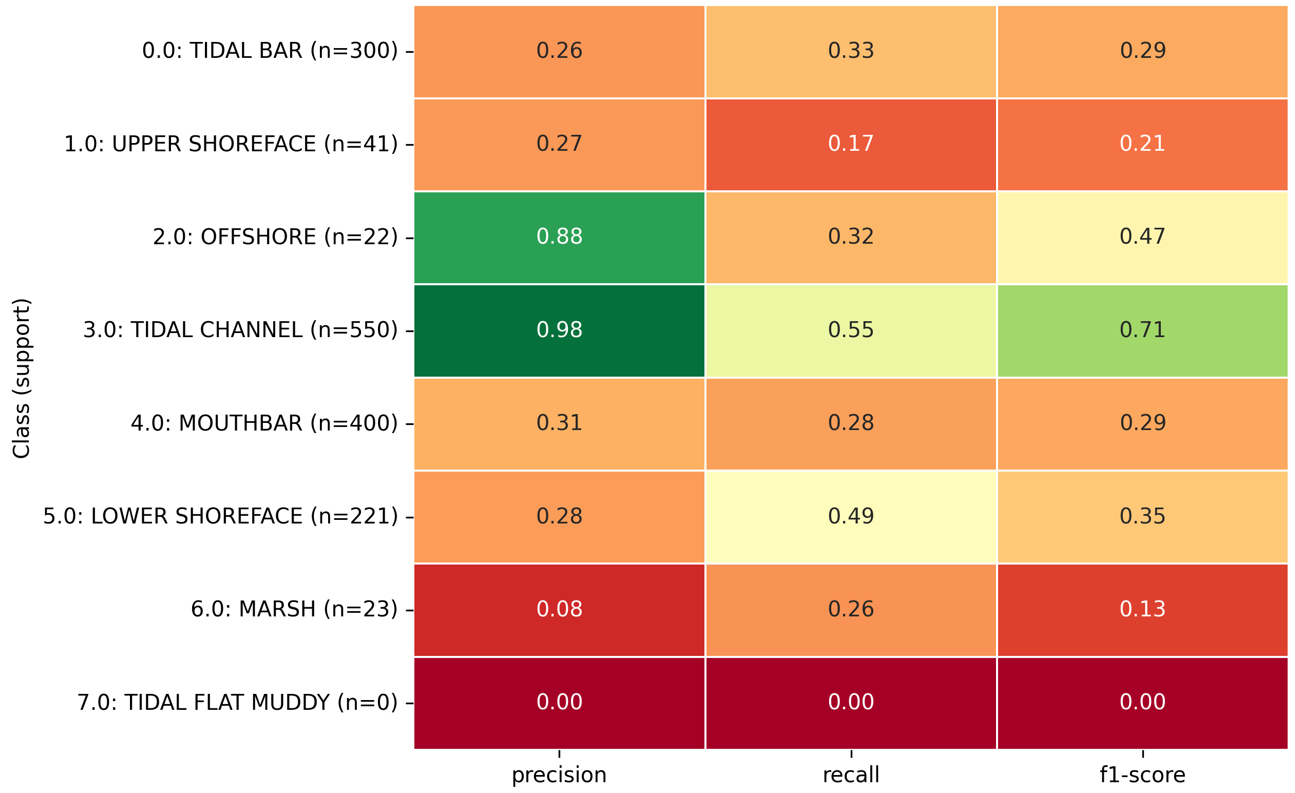 Class (support)
0.0: TIDAL BAR (n=300) 0.26 0.33 0.29
1.0: UPPER SHOREFACE (n=41) 0.27 0.17 0.21
2.0: OFFSHORE (n=22) 0.88 0.32 0.47
3.0: TIDAL CHANNEL (n=550) 0.98 0.55 0.71
4.0: MOUTHBAR (n=400) 0.31 0.28 0.29
5.0: LOWER SHOREFACE (n=221) 0.28 0.49 0.35
6.0: MARSH (n=23) 0.08 0.26 0.13
7.0: TIDAL FLAT MUDDY (n=0) 0.00 0.00 0.00
precision recall f1-score